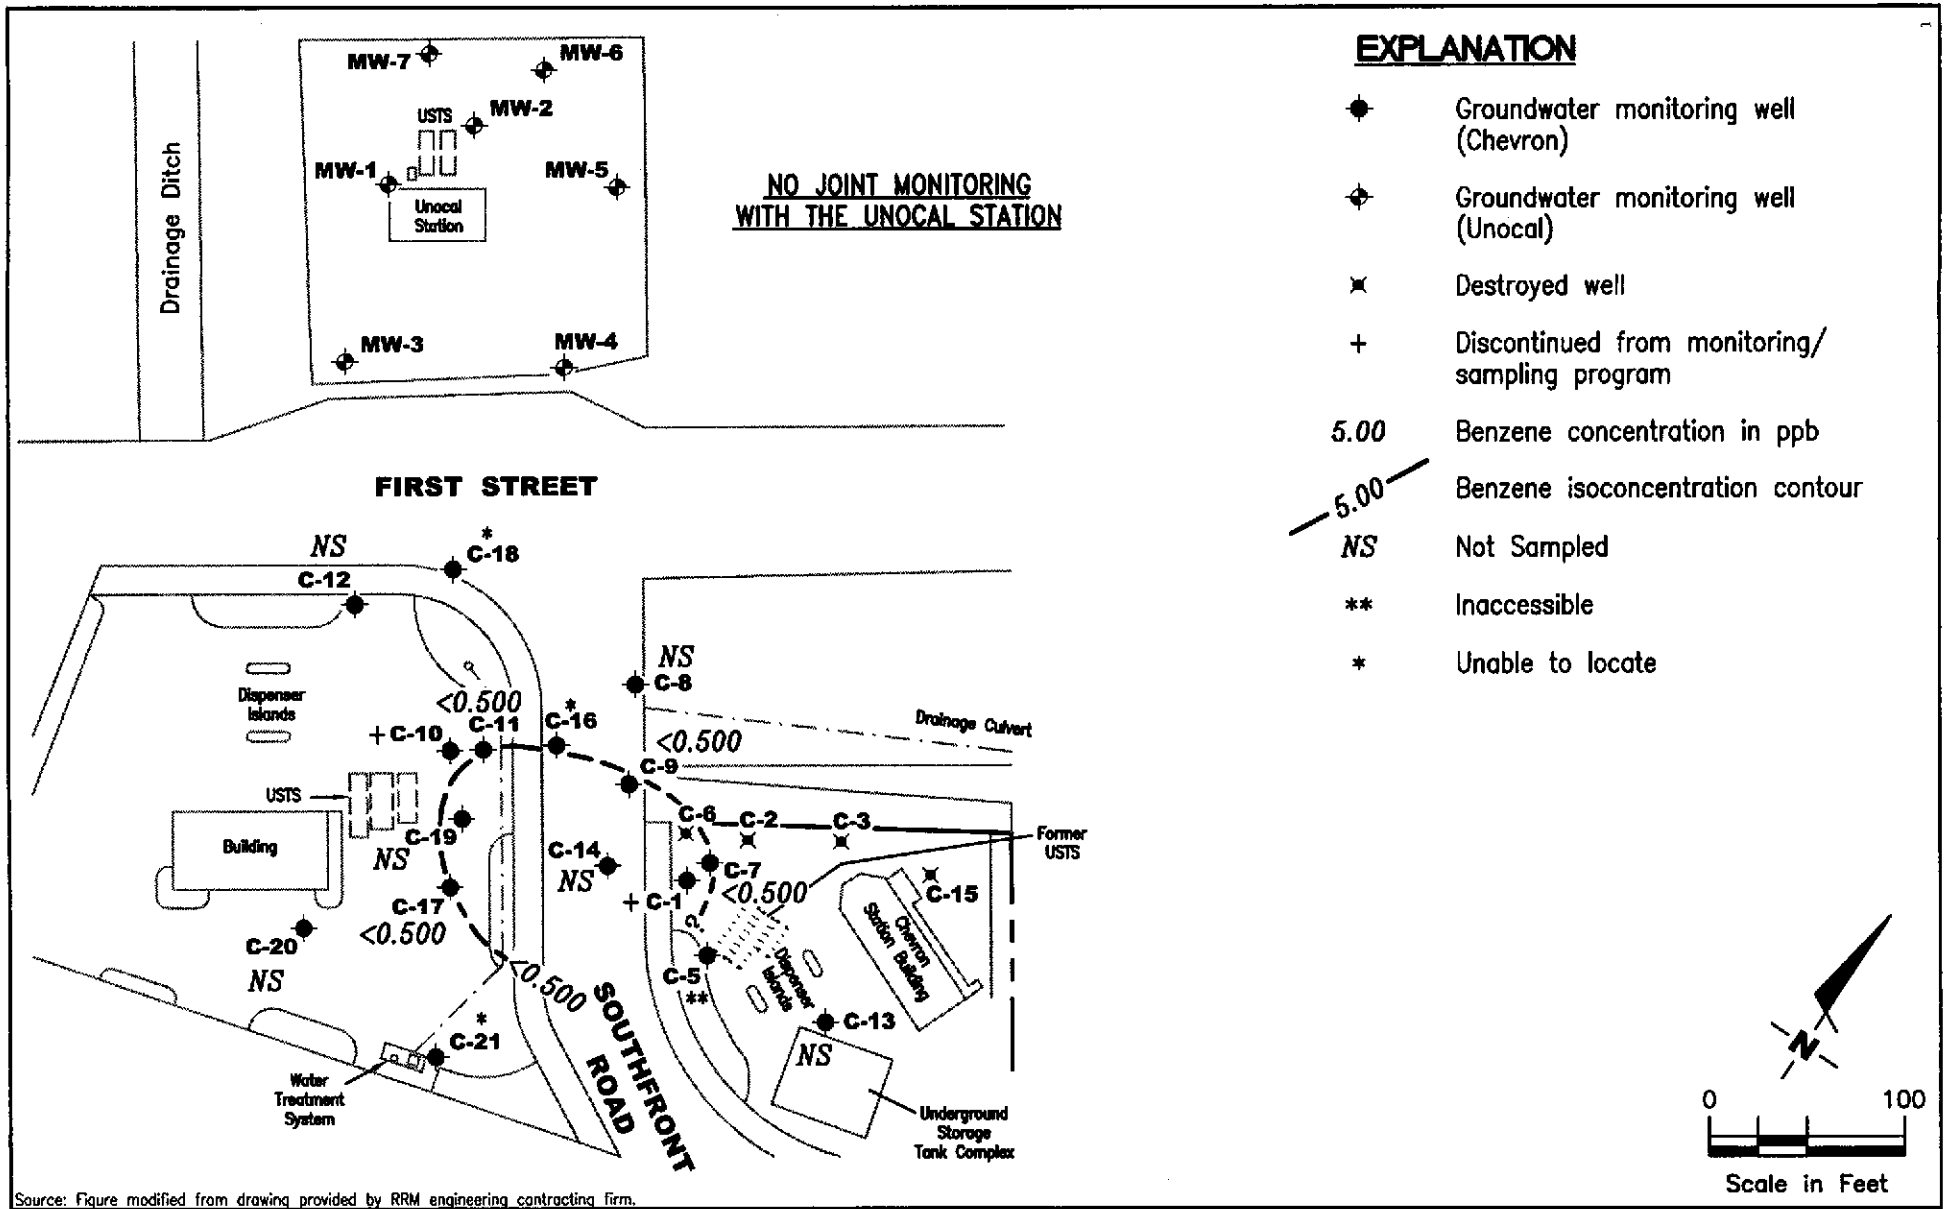 EXPLANATION
Groundwater monitoring well
(Chevron)
Groundwater monitoring well
(Unocal)
Destroyed well
+
Discontinued from monitoring/
sampling program
5.00
Benzene concentration in ppb
5.00
Benzene isoconcentration contour
NS
Not Sampled
**
Inaccessible
*
Unable to locate
MW-7
MW-6
MW-2
USTS
MW-1
MW-5
Unocal
Station
MW-3
MW-4
Drainage Ditch
NO JOINT MONITORING
WITH THE UNOCAL STATION
FIRST STREET
NS
*
C-18
C-12
NS
C-8
Dispenser
Islands
<0.500
*
C-16
C-11
+ C-10
Drainage Culvert
<0.500
C-9
USTS
C-6
C-2
C-3
Former
USTS
C-19
NS
Building
C-14
NS
C-7
<0.500
+ C-1
C-15
C-17
<0.500
?
C-20
NS
C-5
**
Chevron
Station Building
Dispenser
Islands
<0.500
SOUTHFRONT
ROAD
*
C-21
C-13
NS
Water
Treatment
System
Underground
Storage
Tank Complex
N
0
100
Scale in Feet
Source: Figure modified from drawing provided by RRM engineering contracting firm.